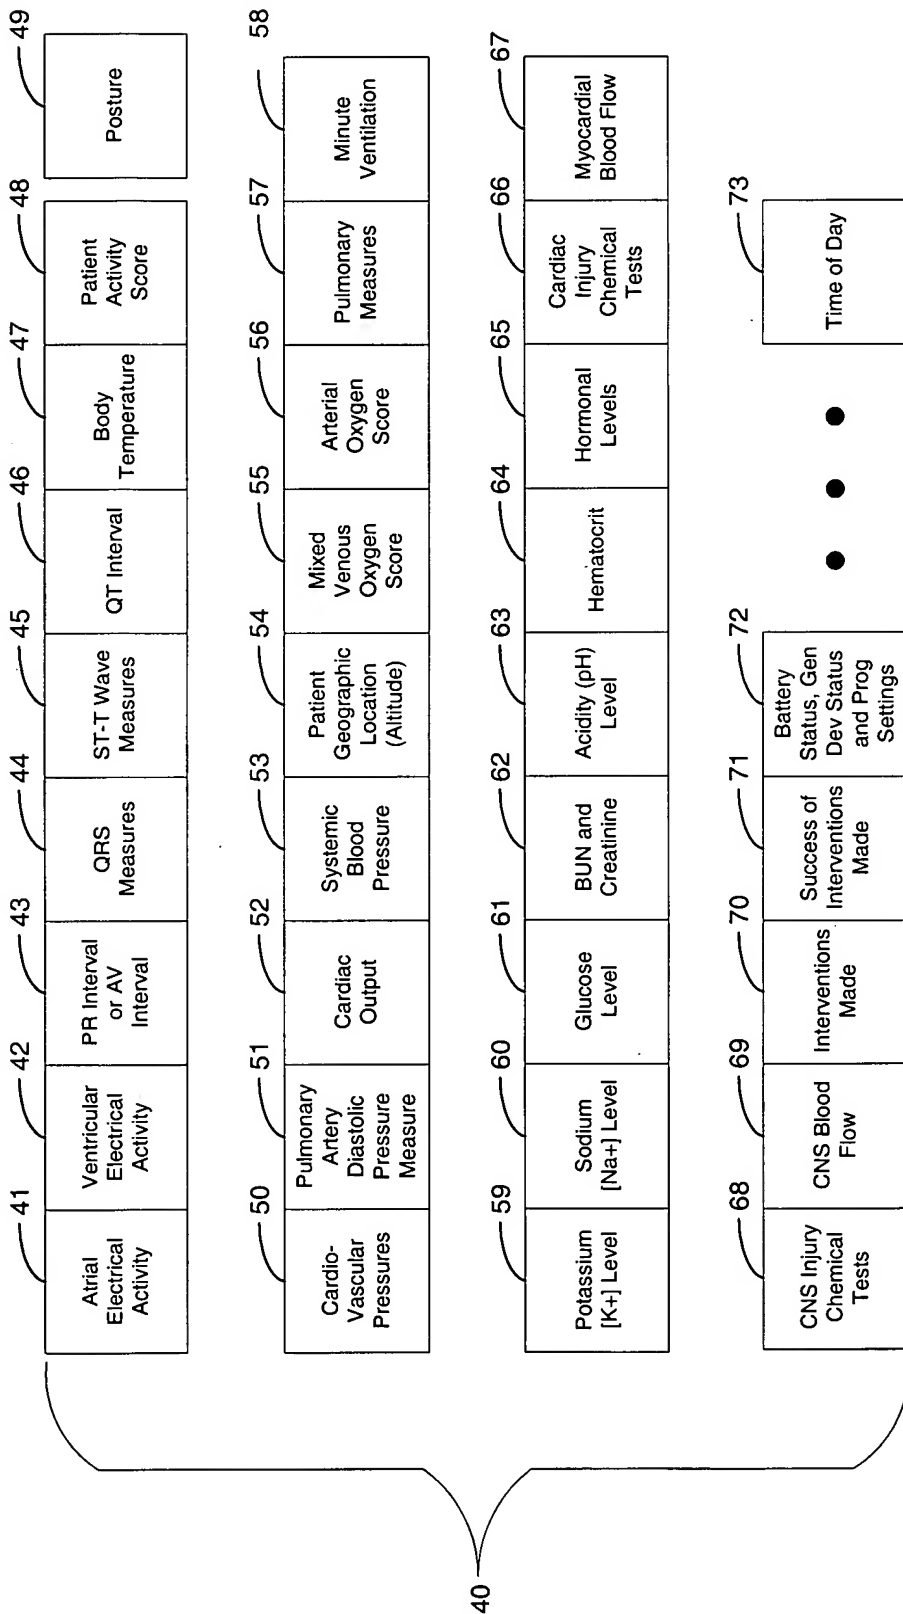 40
41
Atrial
Electrical
Activity
42
Ventricular
Electrical
Activity
43
PR Interval
or AV
Interval
44
QRS
Measures
45
ST-T Wave
Measures
46
QT Interval
47
Body
Temperature
48
Patient
Activity
Score
49
Posture
50
Cardio-
Vascular
Pressures
51
Pulmonary
Artery
Diastolic
Pressure
Measure
52
Cardiac
Output
53
Systemic
Blood
Pressure
54
Patient
Geographic
Location
(Altitude)
55
Mixed
Venous
Oxygen
Score
56
Arterial
Oxygen
Score
57
Pulmonary
Measures
58
Minute
Ventilation
59
Potassium
[K+] Level
60
Sodium
[Na+] Level
61
Glucose
Level
62
BUN and
Creatinine
63
Acidity (pH)
Level
64
Hematocrit
65
Hormonal
Levels
66
Cardiac
Injury
Chemical
Tests
67
Myocardial
Blood Flow
68
CNS Injury
Chemical
Tests
69
CNS Blood
Flow
70
Interventions
Made
71
Success of
Interventions
Made
72
Battery
Status, Gen
Dev Status
and Prog
Settings
73
Time of Day